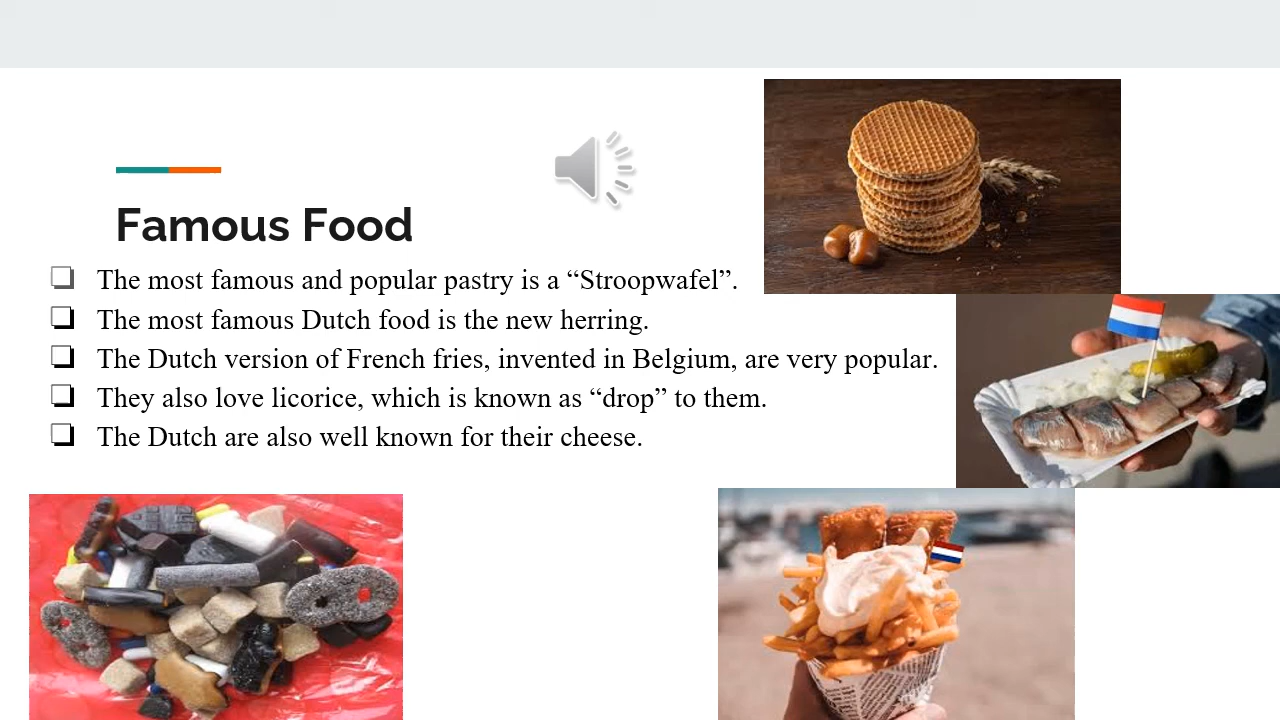 Famous Food
The most famous and popular pastry is a “Stroopwafel”.
The most famous Dutch food is the new herring.
The Dutch version of French fries, invented in Belgium, are very popular.
They also love licorice, which is known as “drop” to them.
The Dutch are also well known for their cheese.